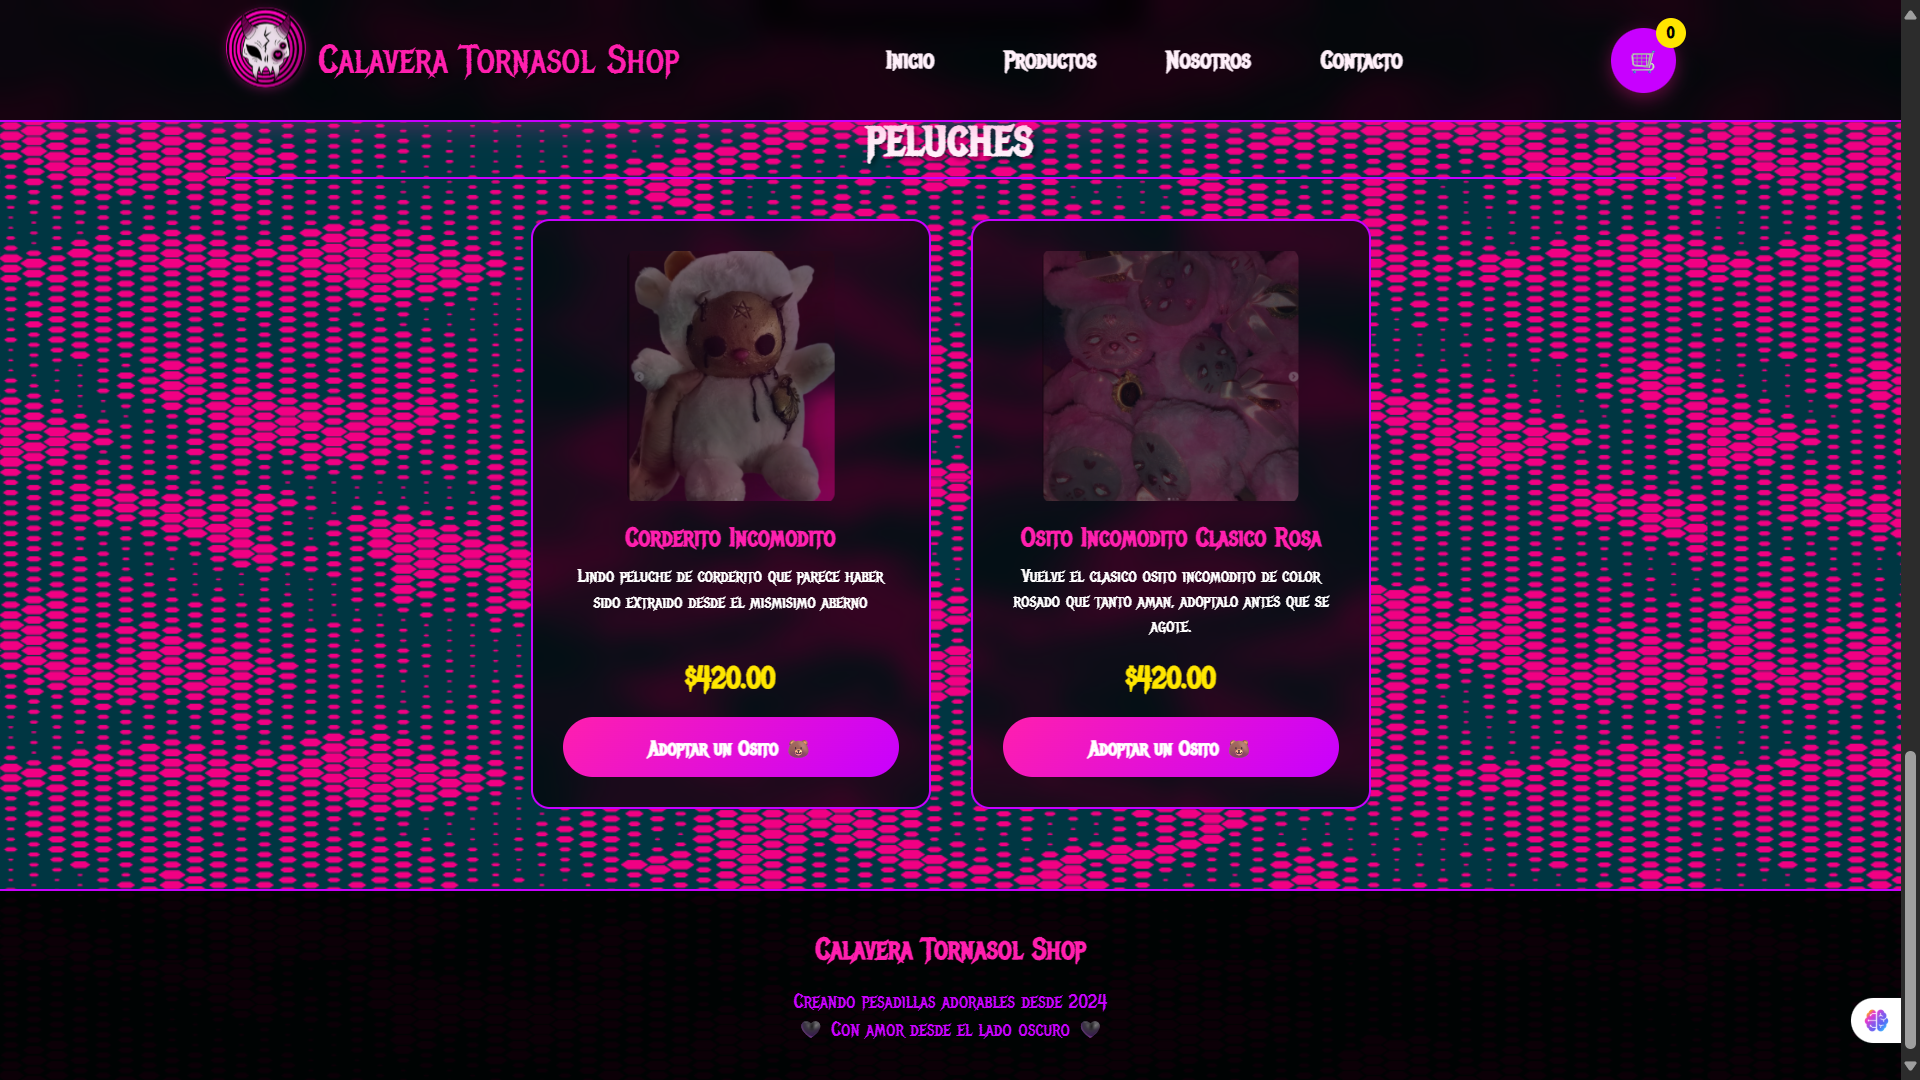 Calavera Tornasol Shop
Inicio
Productos
Nosotros
Contacto
0
PELUCHES
Corderito Incomodito
Lindo peluche de corderito que parece haber
sido extraido desde el mismisimo aberno
$420.00
Adoptar un Osito 🐻
Osito Incomodito Clasico Rosa
Vuelve el clasico osito incomodito de color
rosado que tanto aman, adoptalo antes que se
agote.
$420.00
Adoptar un Osito 🐻
Calavera Tornasol Shop
Creando pesadillas adorables desde 2024
🖤 Con amor desde el lado oscuro 🖤